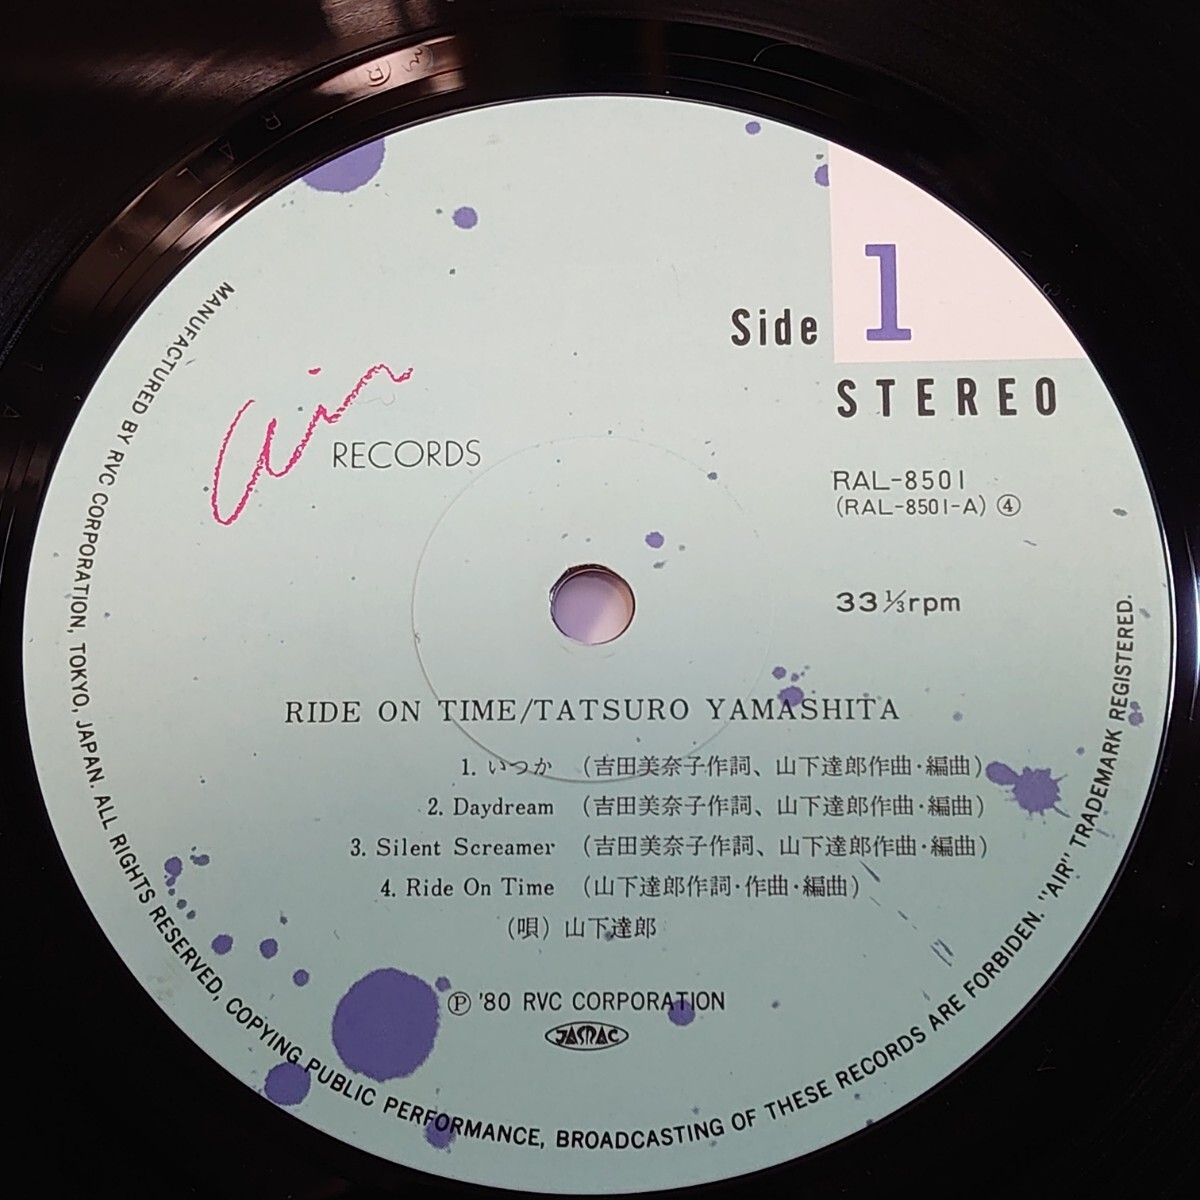 Side 1
STEREO
air RECORDS
RAL-8501
(RAL-8501-A) ④
33 ⅓rpm
RIDE ON TIME/TATSURO YAMASHITA
1. いつか (吉田美奈子作詞、山下達郎作曲・編曲)
2. Daydream (吉田美奈子作詞、山下達郎作曲・編曲)
3. Silent Screamer (吉田美奈子作詞、山下達郎作曲・編曲)
4. Ride On Time (山下達郎作詞・作曲・編曲)
(唄) 山下達郎
Ⓟ '80 RVC CORPORATION
JASRAC
MANUFACTURED BY RVC CORPORATION, TOKYO, JAPAN. ALL RIGHTS RESERVED, COPYING PUBLIC PERFORMANCE, BROADCASTING OF THESE RECORDS ARE FORBIDEN. "AIR" TRADEMARK REGISTERED.